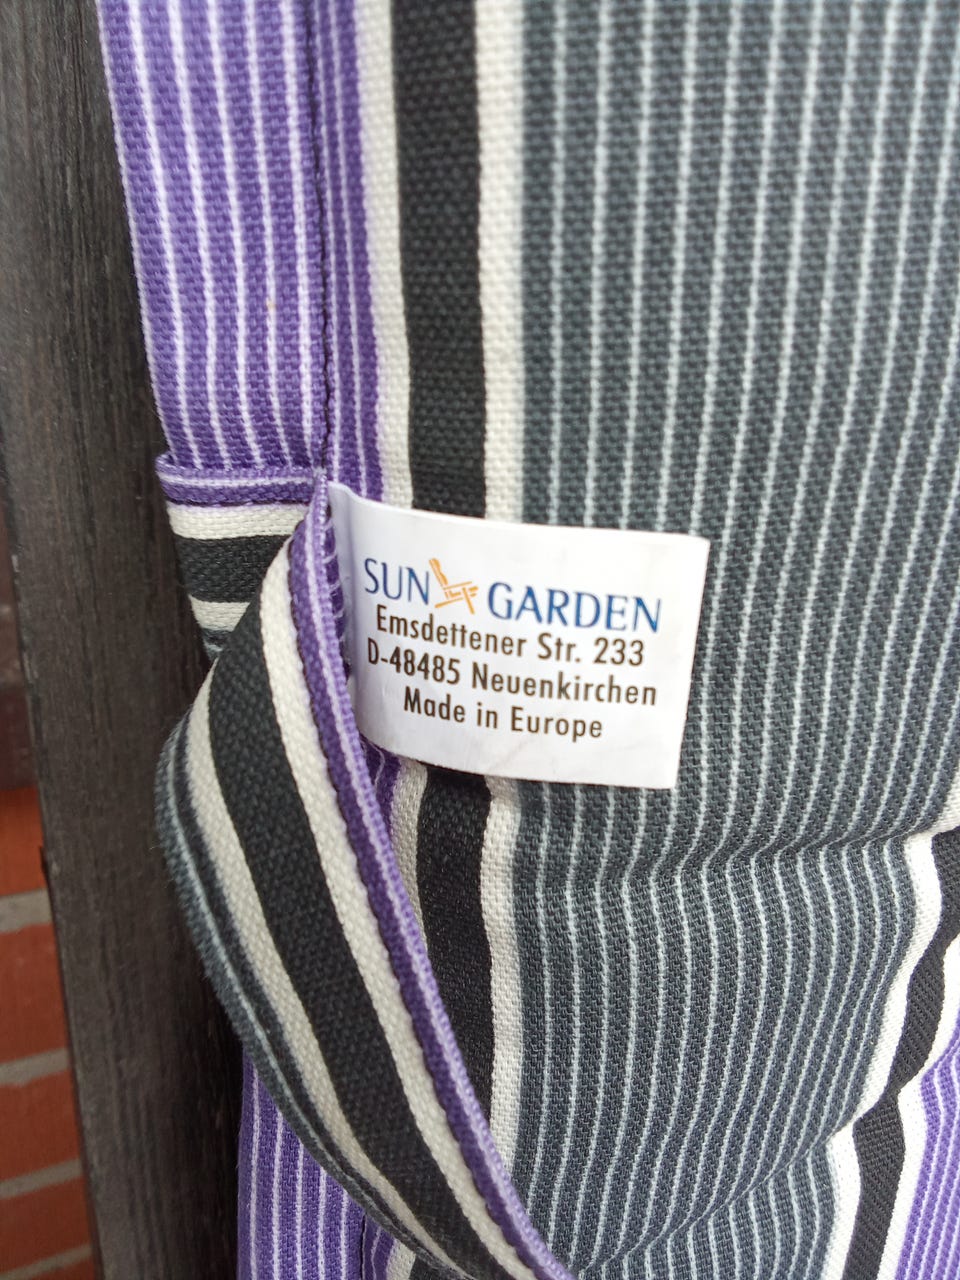 SUN GARDEN
Emsdettener Str. 233
D-48485 Neuenkirchen
Made in Europe